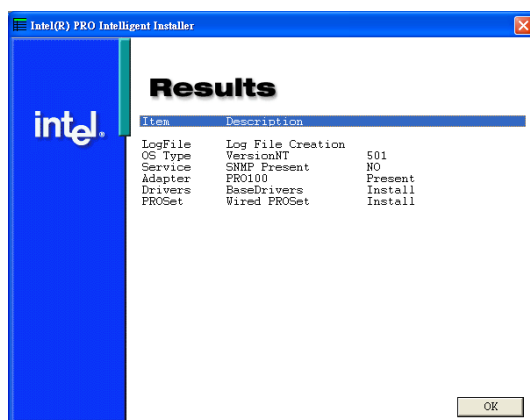 Intel(R) PRO Intelligent Installer
Results
intel.
Item Description
LogFile Log File Creation
OS Type VersionNT 501
Service SNMP Present NO
Adapter PRO100 Present
Drivers BaseDrivers Install
PROSet Wired PROSet Install
OK